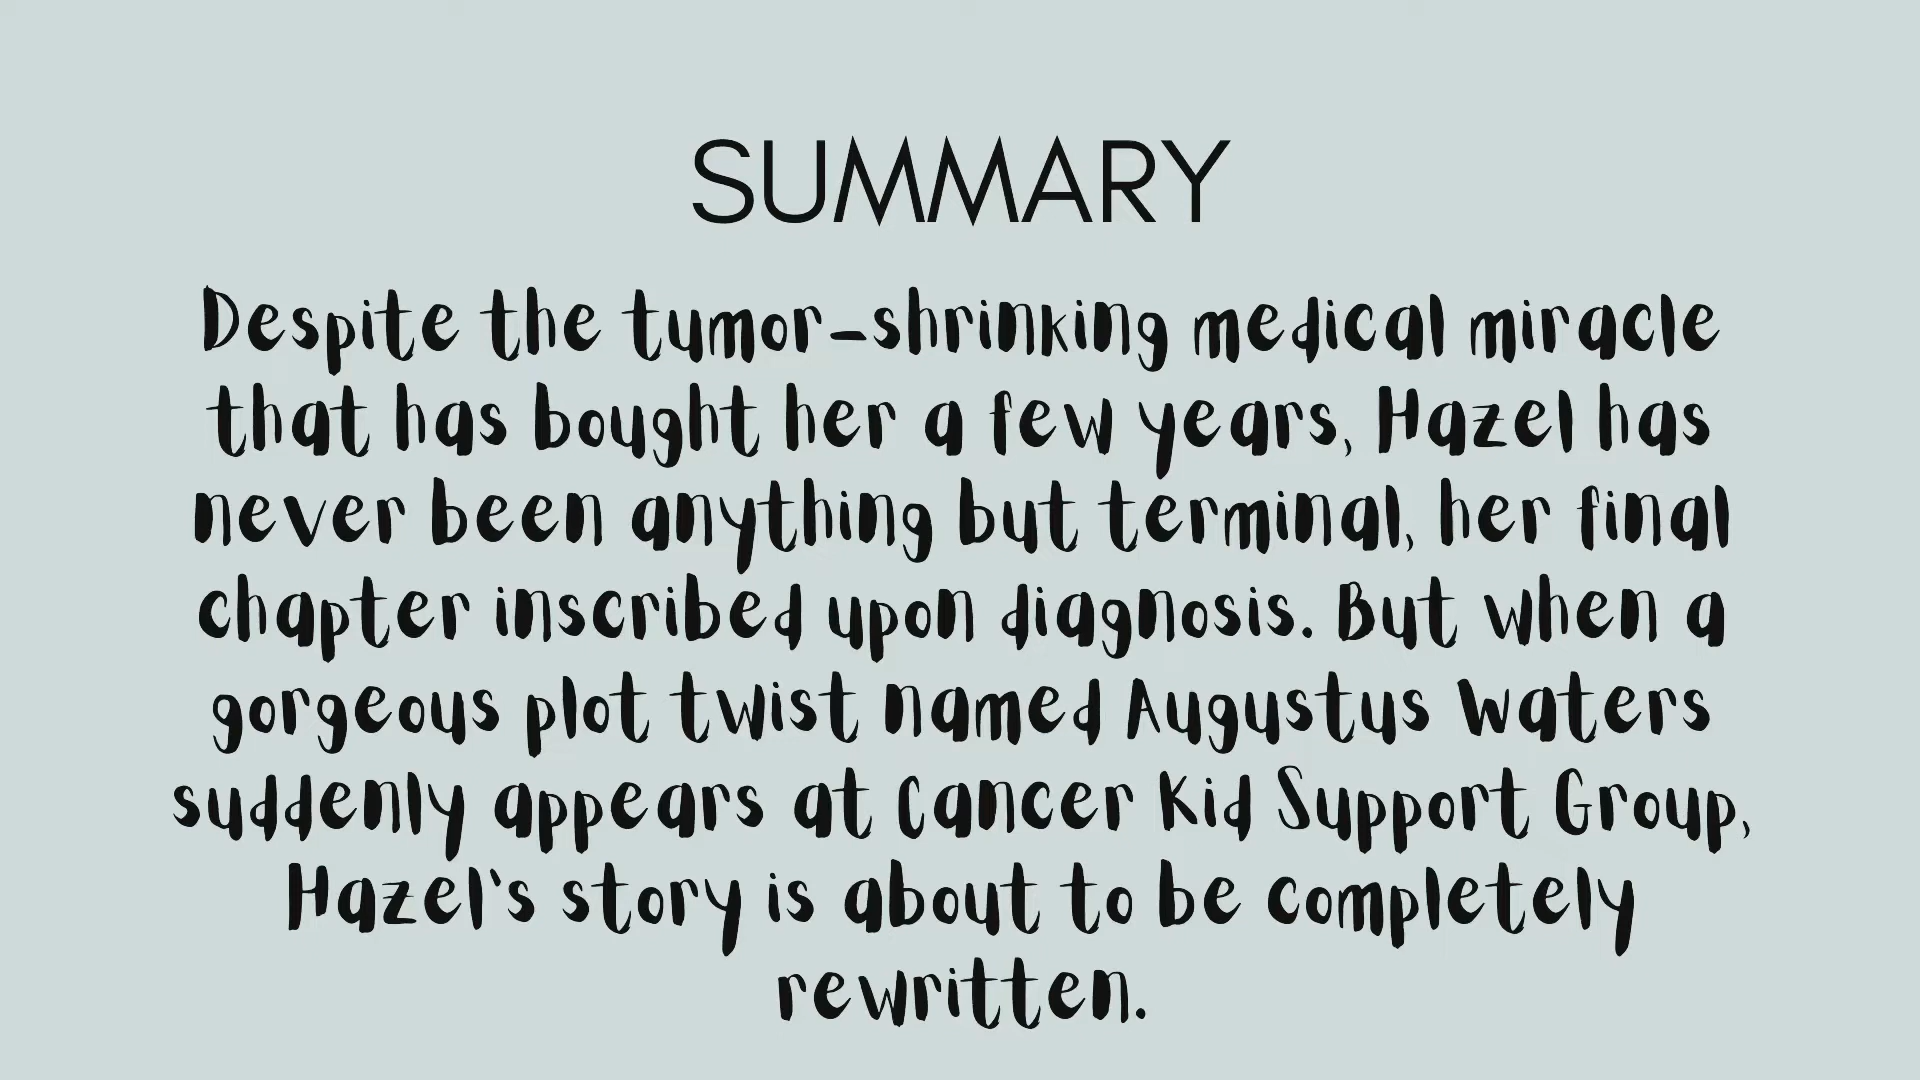 SUMMARY
Despite the tumor-shrinking medical miracle
that has bought her a few years, Hazel has
never been anything but terminal, her final
chapter inscribed upon diagnosis. But when a
gorgeous plot twist named Augustus Waters
suddenly appears at Cancer Kid Support Group,
Hazel's story is about to be completely
rewritten.